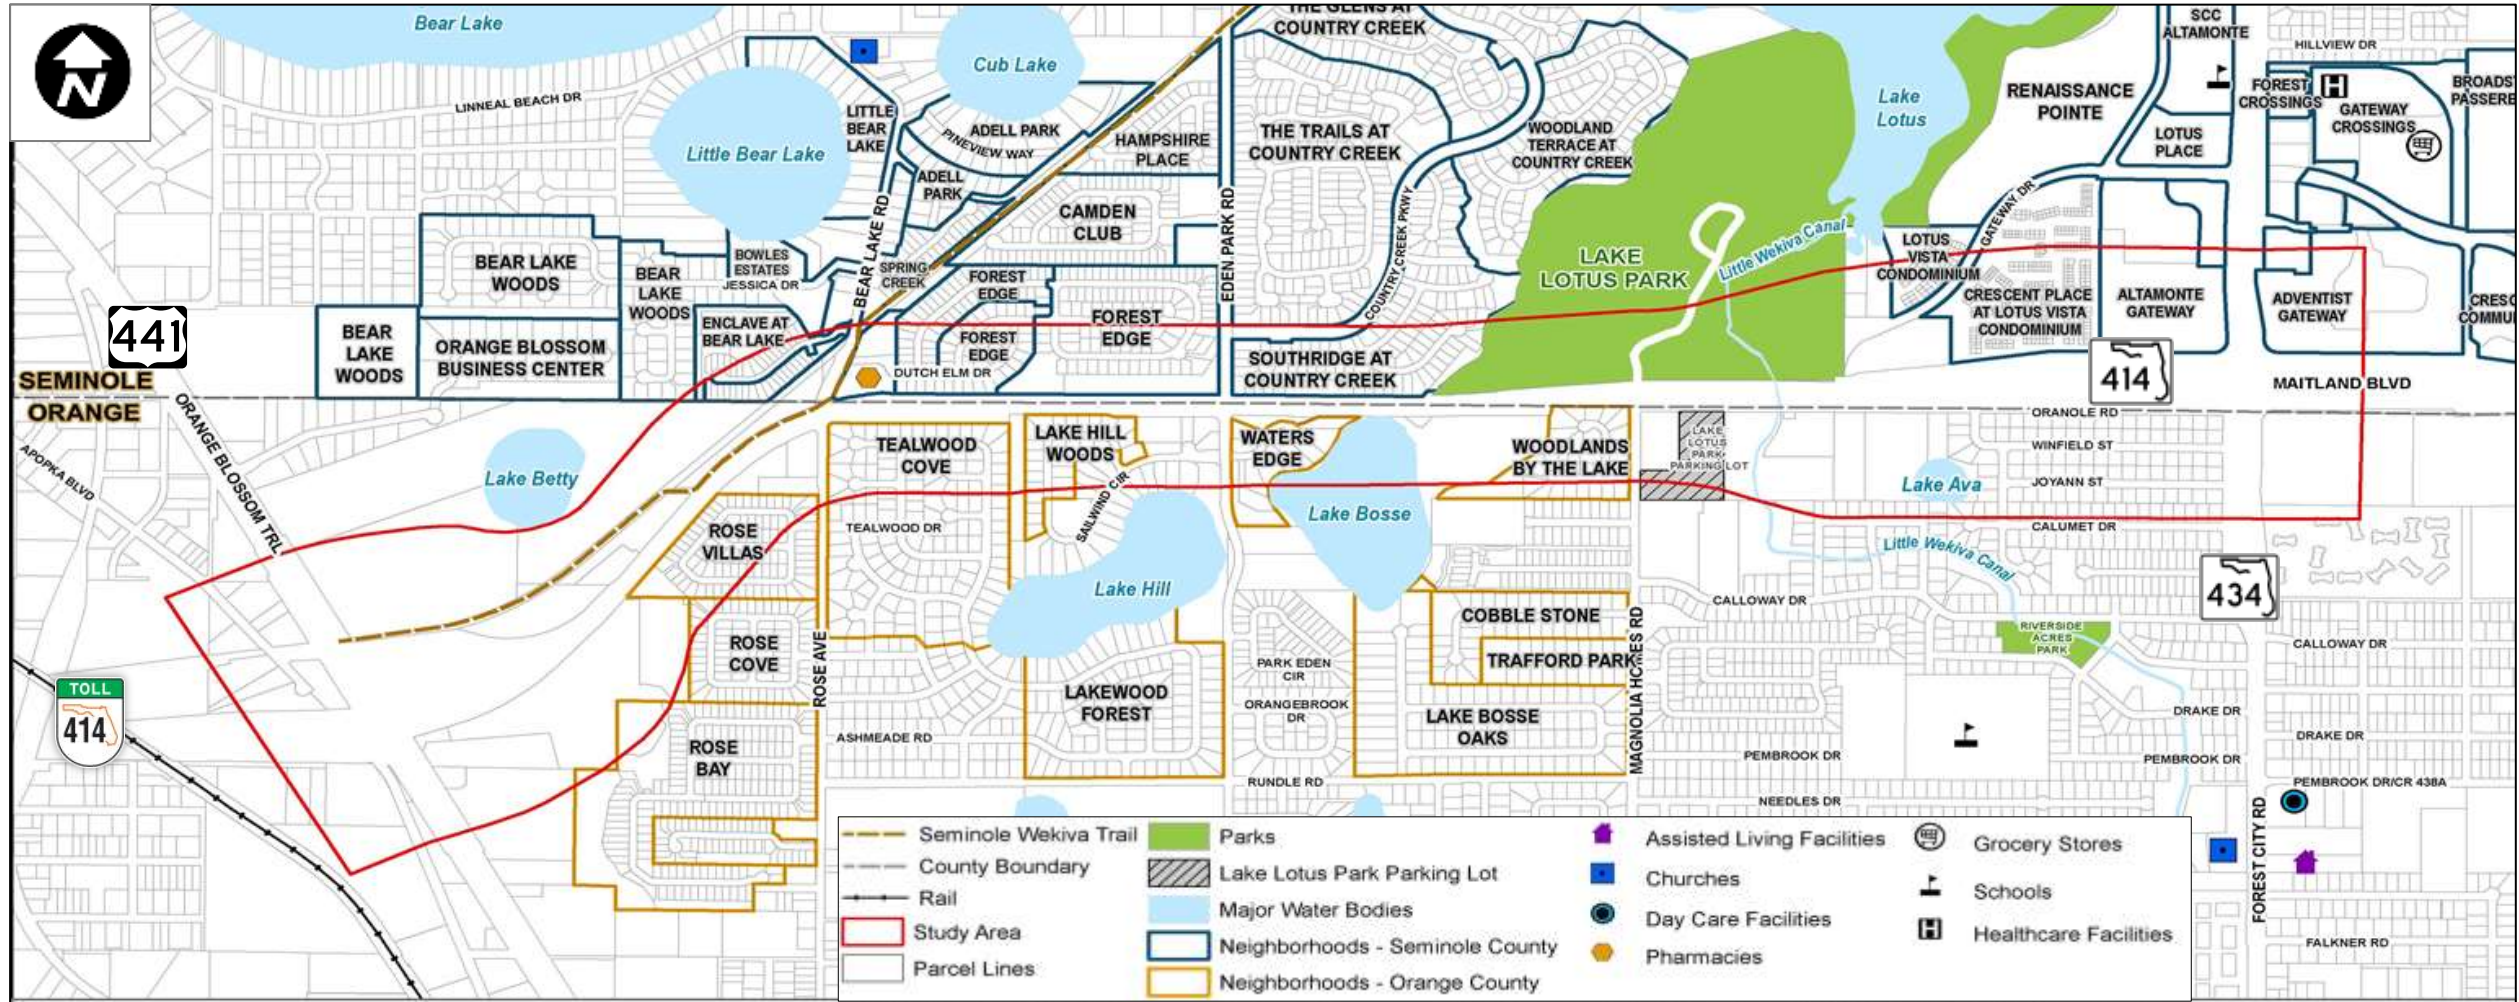 N
Bear Lake
Cub Lake
Little Bear Lake
LINNEAL BEACH DR
LITTLE
BEAR
LAKE
ADELL PARK
PINEVIEW WAY
ADELL
PARK
HAMPSHIRE
PLACE
THE GLENS AT
COUNTRY CREEK
THE TRAILS AT
COUNTRY CREEK
WOODLAND
TERRACE AT
COUNTRY CREEK
Lake
Lotus
RENAISSANCE
POINTE
SCC
ALTAMONTE
HILLVIEW DR
FOREST
CROSSINGS
H
GATEWAY
CROSSINGS
LOTUS
PLACE
CAMDEN
CLUB
EDEN PARK RD
BEAR LAKE RD
COUNTRY CREEK PKWY
LAKE
LOTUS PARK
Little Wekiva Canal
GATEWAY DR
LOTUS
VISTA
CONDOMINIUM
CRESCENT PLACE
AT LOTUS VISTA
CONDOMINIUM
ALTAMONTE
GATEWAY
ADVENTIST
GATEWAY
BEAR LAKE
WOODS
BEAR
LAKE
WOODS
BOWLES
ESTATES
JESSICA DR
SPRING
CREEK
FOREST
EDGE
FOREST
EDGE
FOREST
EDGE
441
BEAR
LAKE
WOODS
ORANGE BLOSSOM
BUSINESS CENTER
ENCLAVE AT
BEAR LAKE
DUTCH ELM DR
SOUTHRIDGE AT
COUNTRY CREEK
414
MAITLAND BLVD
SEMINOLE
ORANGE
ORANGE BLOSSOM TRL
APOPKA BLVD
Lake Betty
TEALWOOD
COVE
LAKE HILL
WOODS
WATERS
EDGE
WOODLANDS
BY THE LAKE
LAKE
LOTUS
PARK
PARKING LOT
ORANOLE RD
WINFIELD ST
JOYANN ST
CALUMET DR
Lake Ava
Little Wekiva Canal
ROSE
VILLAS
TEALWOOD DR
SAILWIND CIR
Lake Bosse
Lake Hill
434
CALLOWAY DR
COBBLE STONE
TRAFFORD PARK
MAGNOLIA HOMES RD
RIVERSIDE
ACRES
PARK
CALLOWAY DR
ROSE
COVE
ROSE AVE
PARK EDEN
CIR
ORANGEBROOK
DR
LAKEWOOD
FOREST
LAKE BOSSE
OAKS
TOLL
414
ROSE
BAY
ASHMEADE RD
RUNDLE RD
PEMBROOK DR
NEEDLES DR
DRAKE DR
DRAKE DR
PEMBROOK DR
PEMBROOK DR/CR 438A
FOREST CITY RD
FALKNER RD
Seminole Wekiva Trail
County Boundary
Rail
Study Area
Parcel Lines
Parks
Lake Lotus Park Parking Lot
Major Water Bodies
Neighborhoods - Seminole County
Neighborhoods - Orange County
Assisted Living Facilities
Churches
Day Care Facilities
Pharmacies
Grocery Stores
Schools
H
Healthcare Facilities